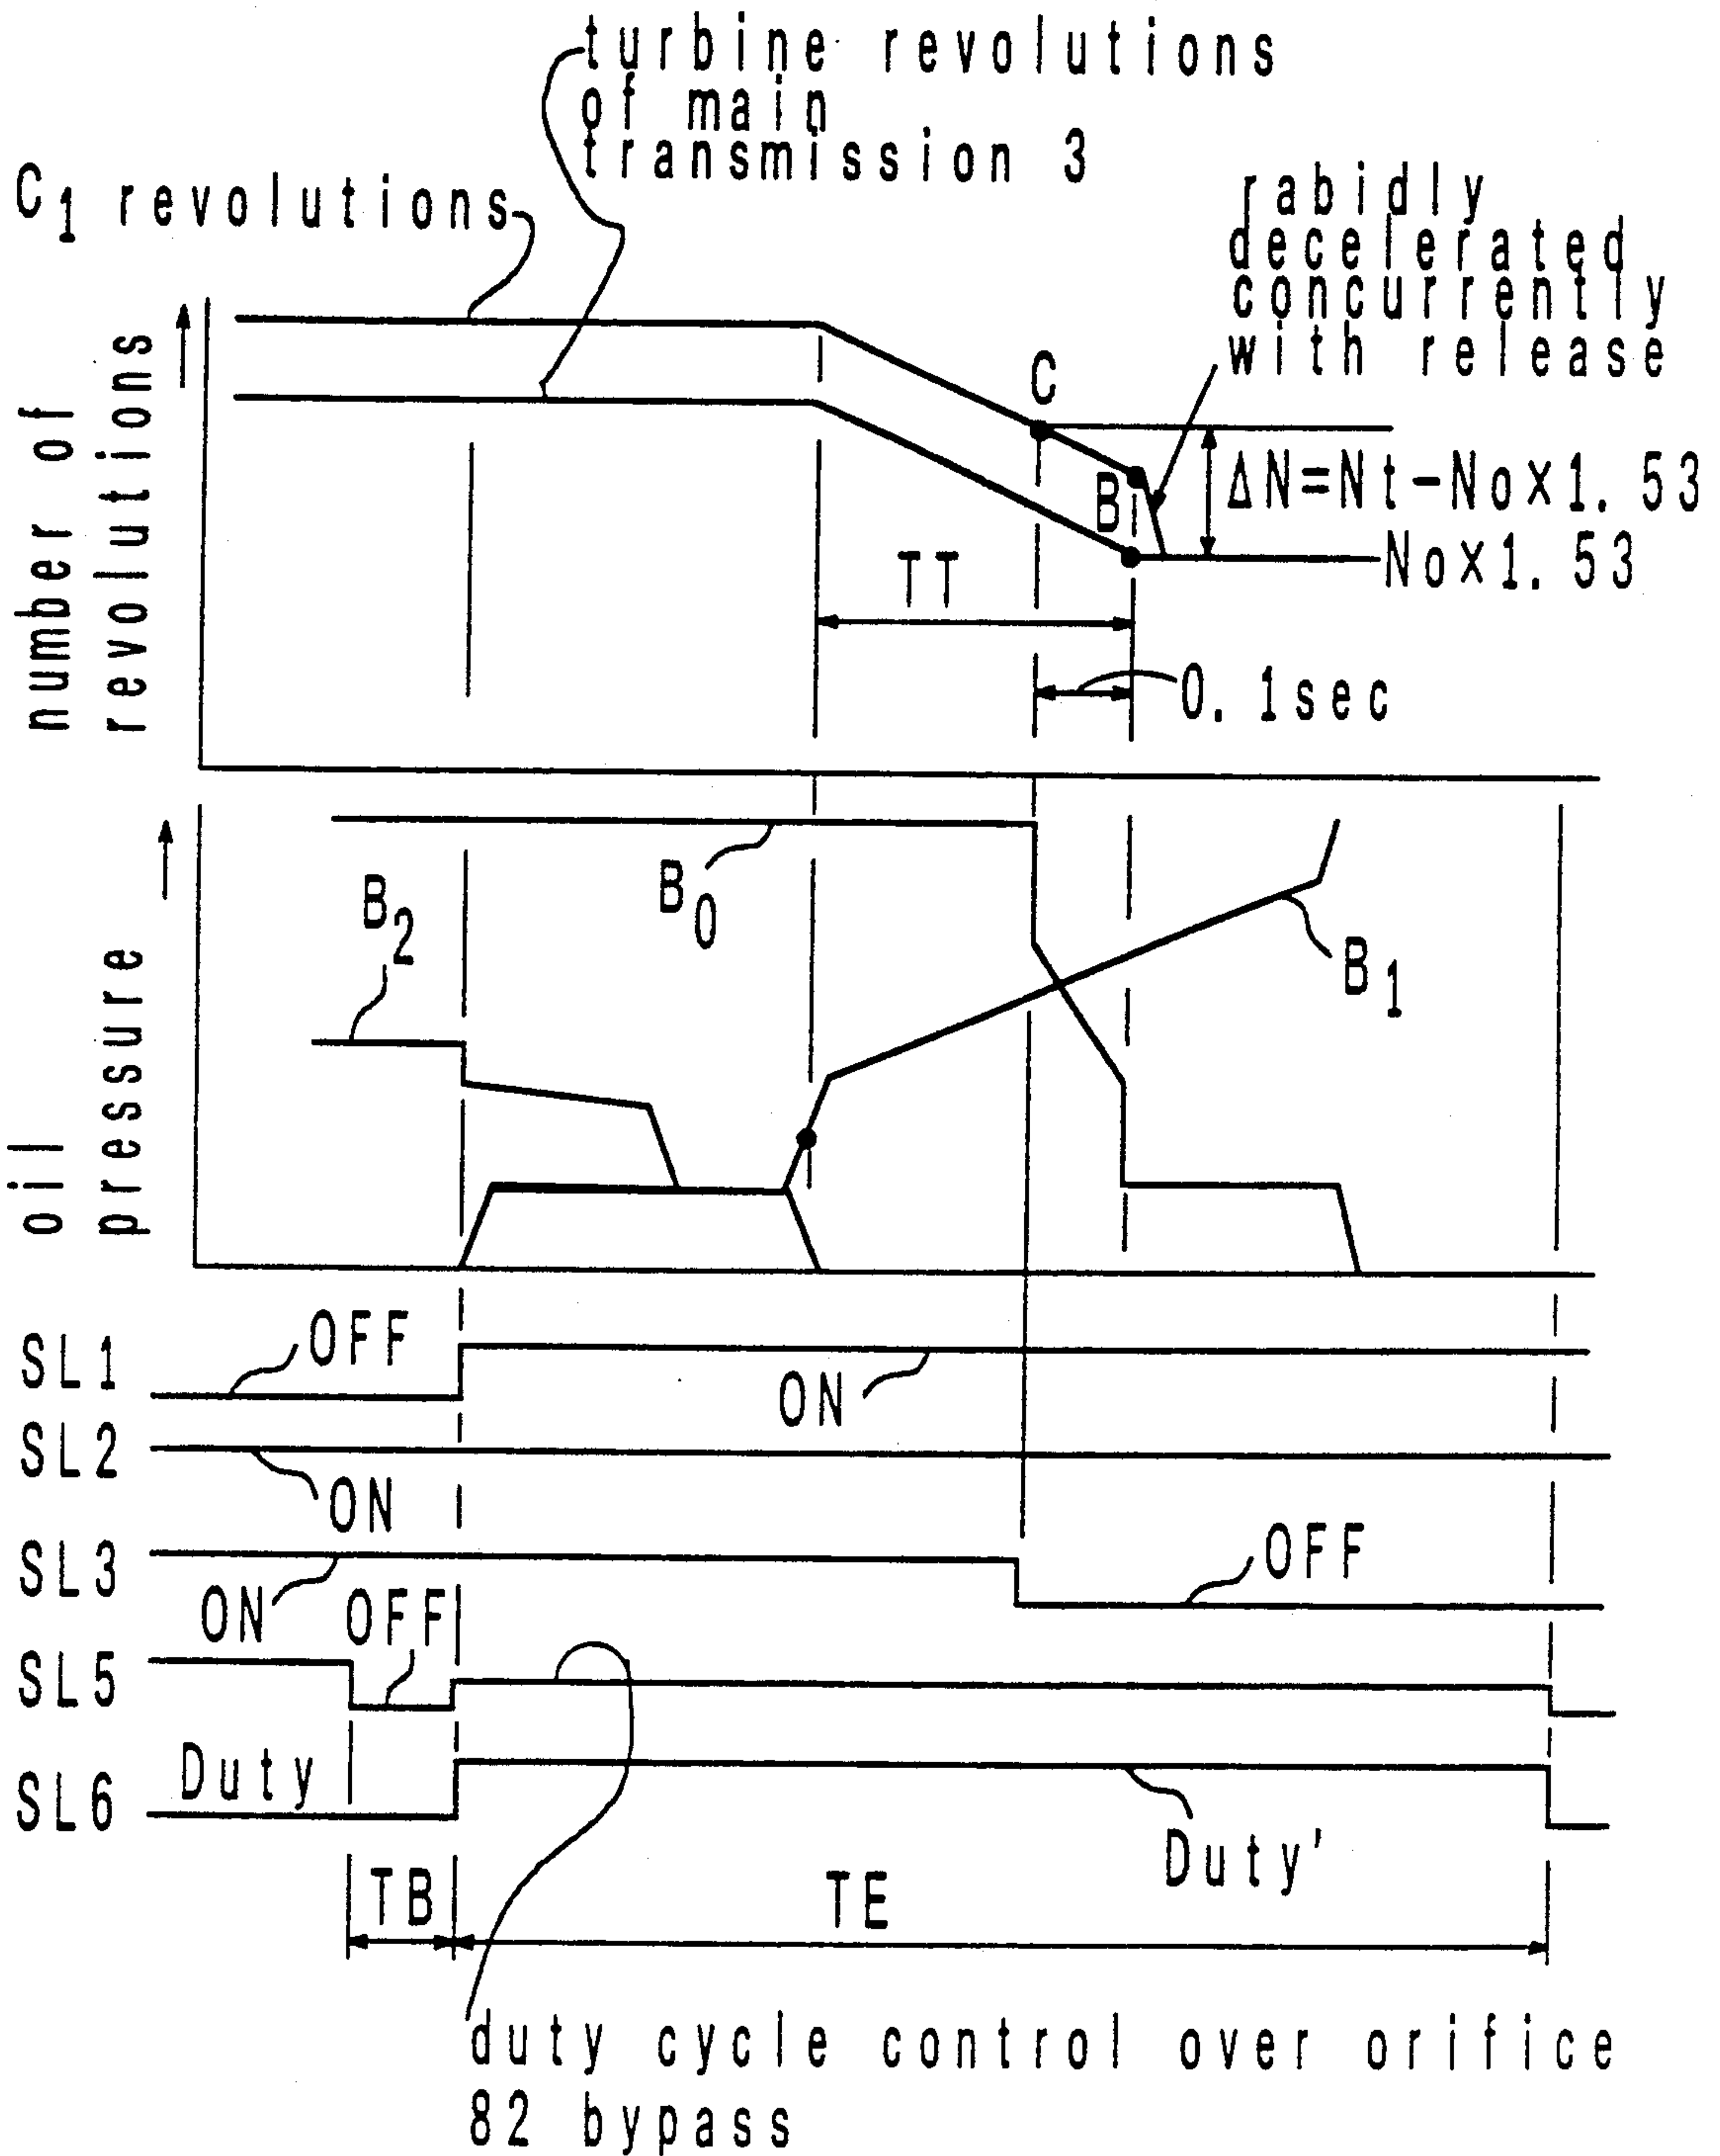 turbine revolutions
of main
transmission 3
C1 revolutions
rabidly
decelerated
concurrently
with release
number of
revolutions
C
B
ΔN=Nt-No×1.53
No×1.53
TT
0.1sec
oil
pressure
B2
B0
B1
SL1
OFF
ON
SL2
ON
SL3
ON
OFF
SL5
OFF
SL6
Duty
Duty'
TB
TE
duty cycle control over orifice
82 bypass